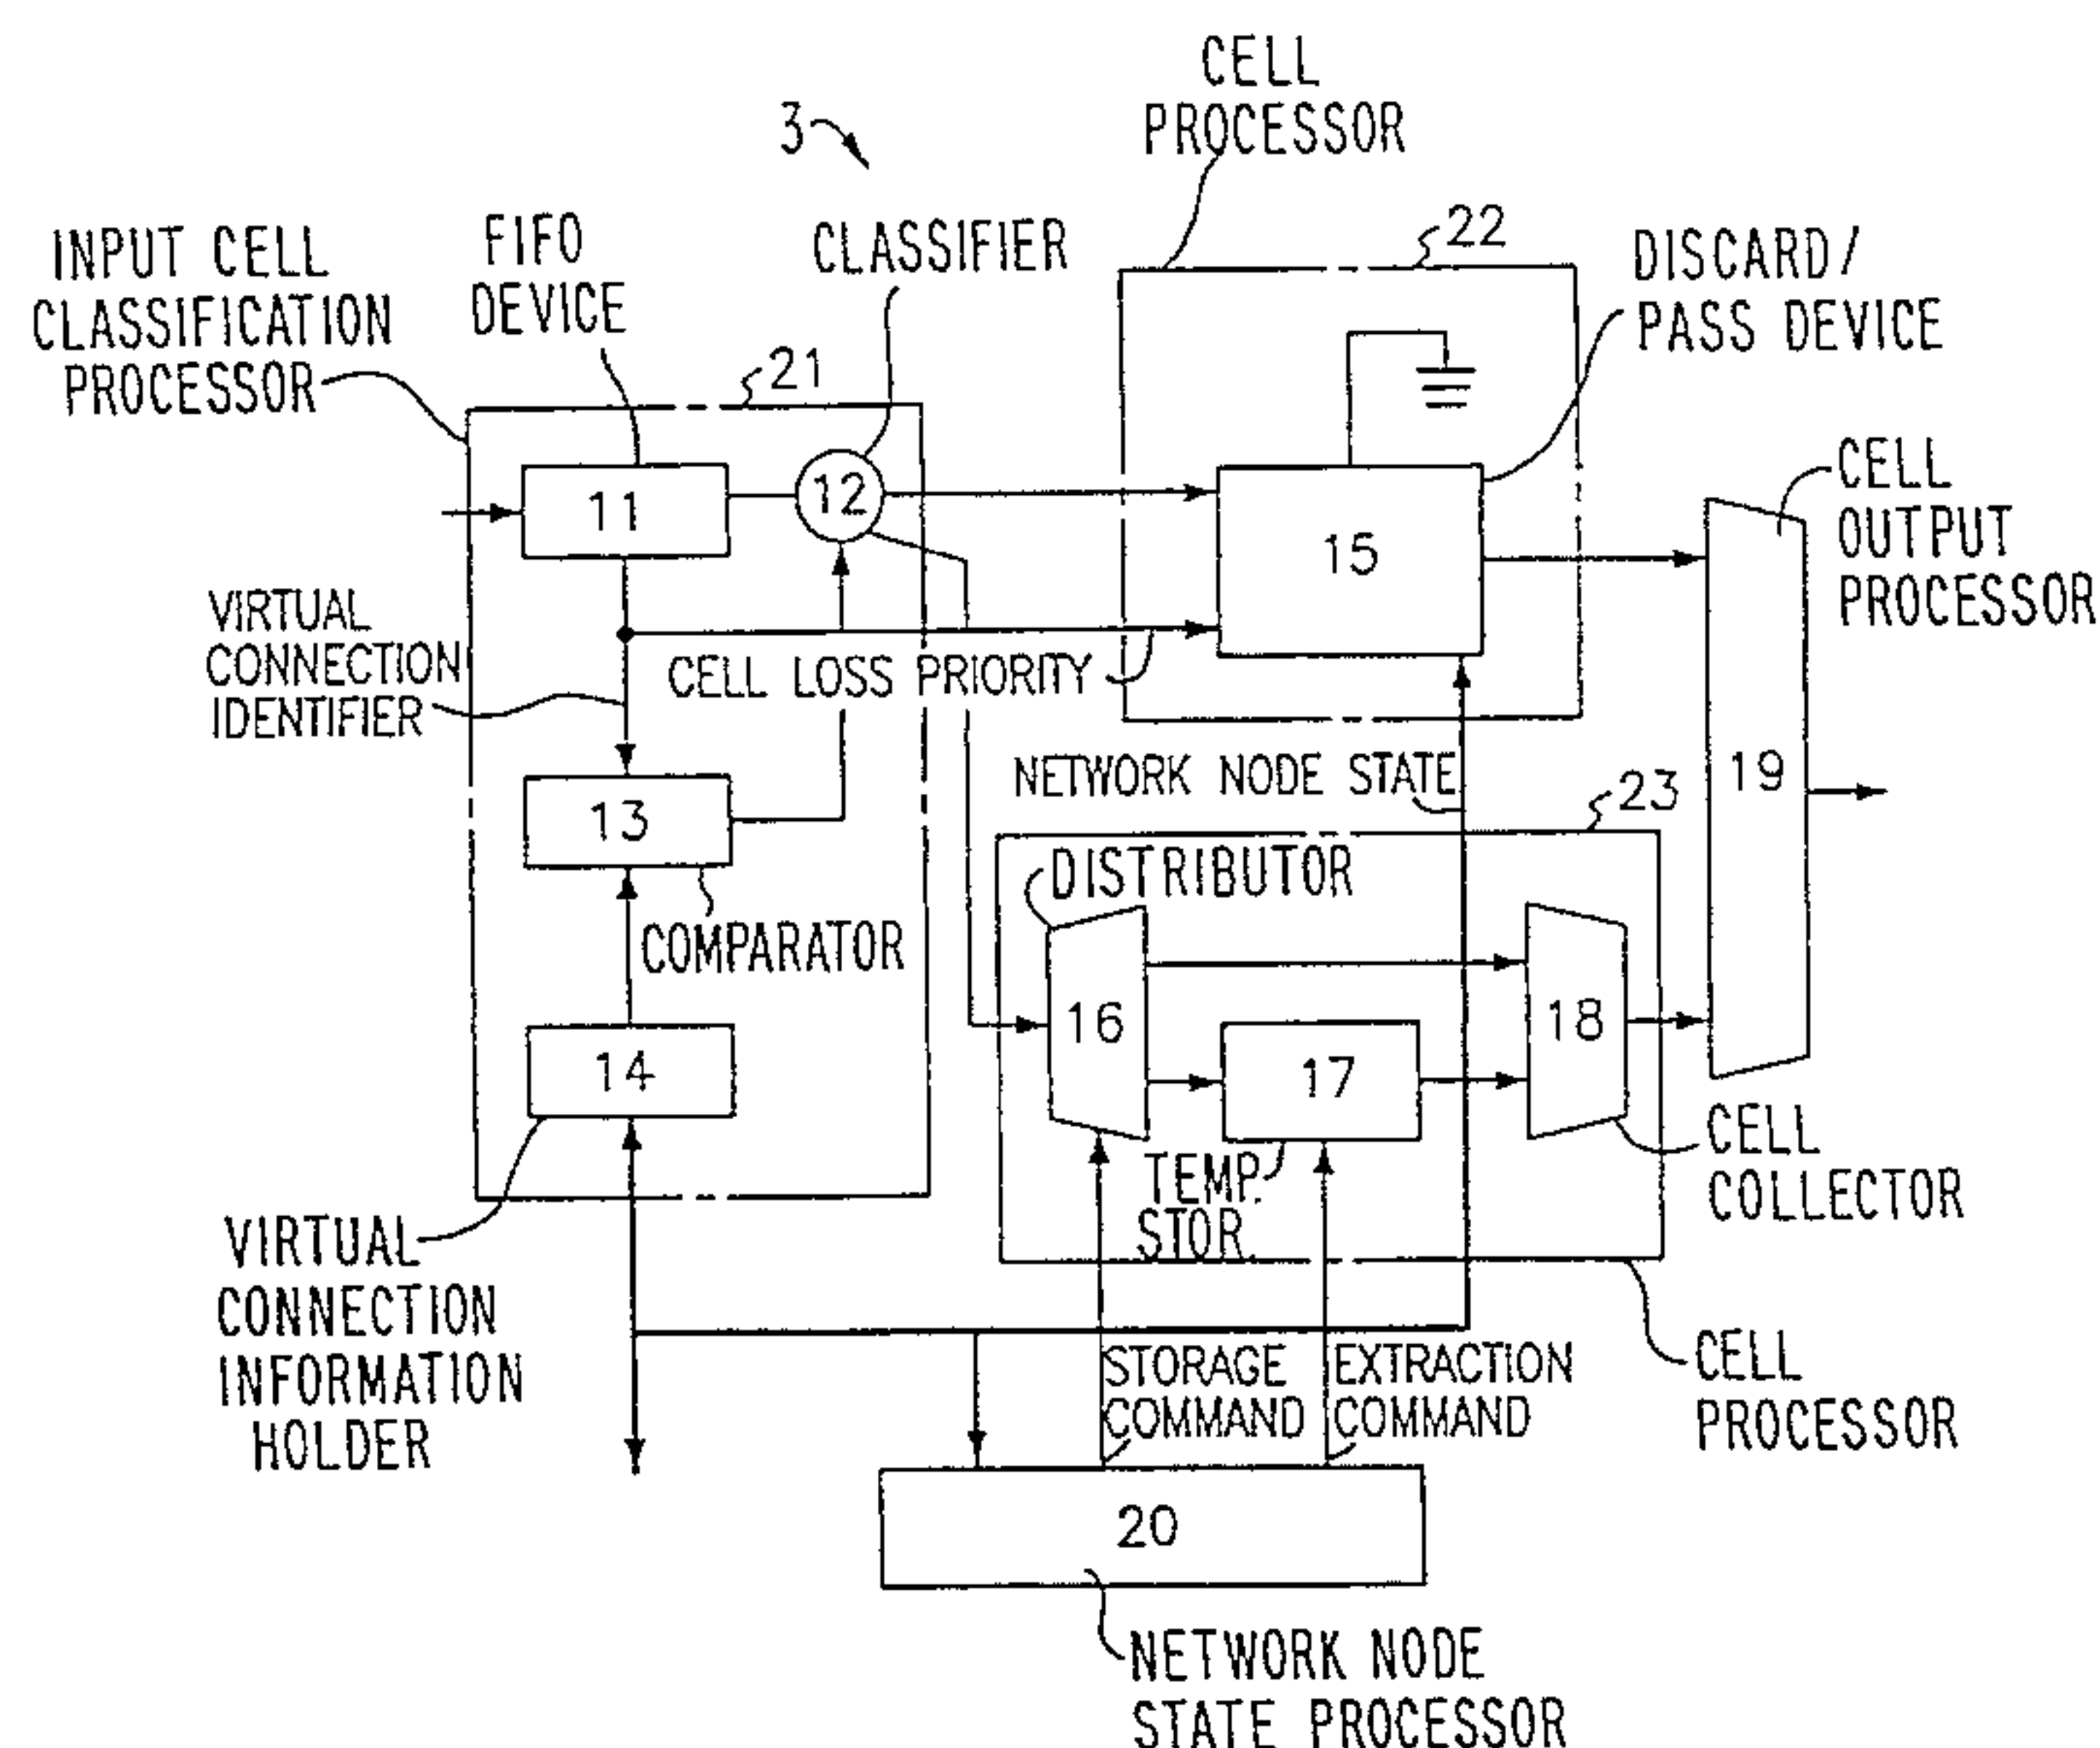 CELL
PROCESSOR
3
INPUT CELL
CLASSIFICATION
PROCESSOR
FIFO
DEVICE
CLASSIFIER
22
DISCARD/
PASS DEVICE
21
11
12
15
CELL
OUTPUT
PROCESSOR
VIRTUAL
CONNECTION
IDENTIFIER
CELL LOSS PRIORITY
13
NETWORK NODE STATE
19
23
COMPARATOR
DISTRIBUTOR
14
16
17
18
TEMP.
STOR.
CELL
COLLECTOR
VIRTUAL
CONNECTION
INFORMATION
HOLDER
STORAGE
COMMAND
EXTRACTION
COMMAND
CELL
PROCESSOR
20
NETWORK NODE
STATE PROCESSOR